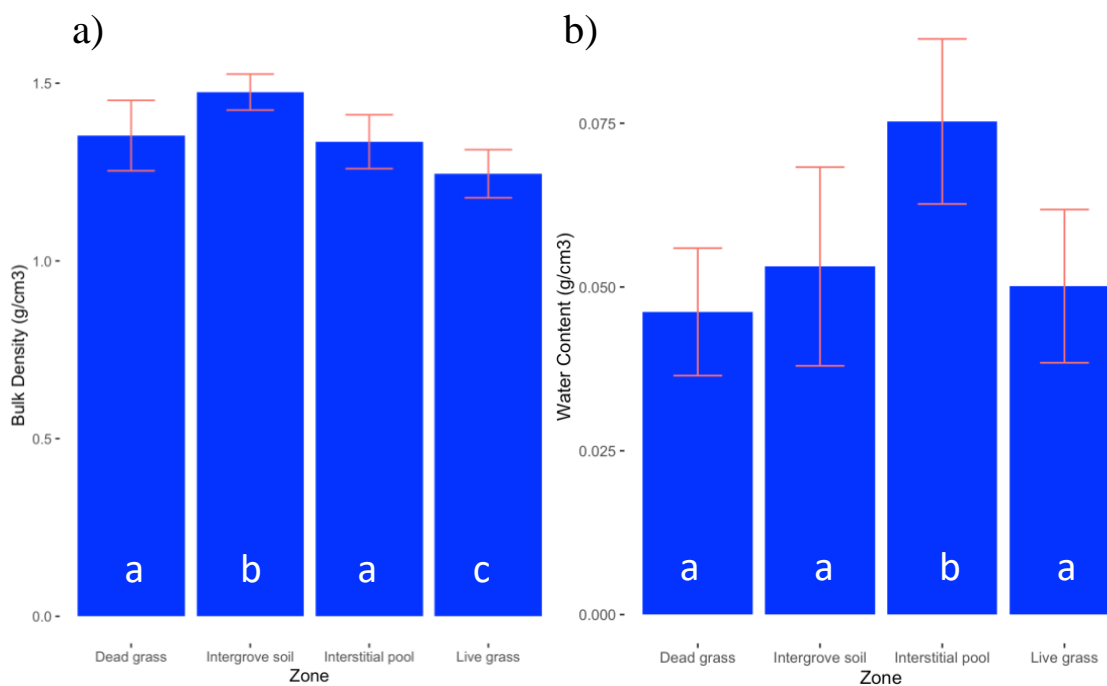 a)
Bulk Density (g/cm3)
1.5
1.0
0.5
0.0
a b a c
Dead grass Intergrove soil Interstitial pool Live grass
Zone
b)
Water Content (g/cm3)
0.075
0.050
0.025
0.000
a a b a
Dead grass Intergrove soil Interstitial pool Live grass
Zone